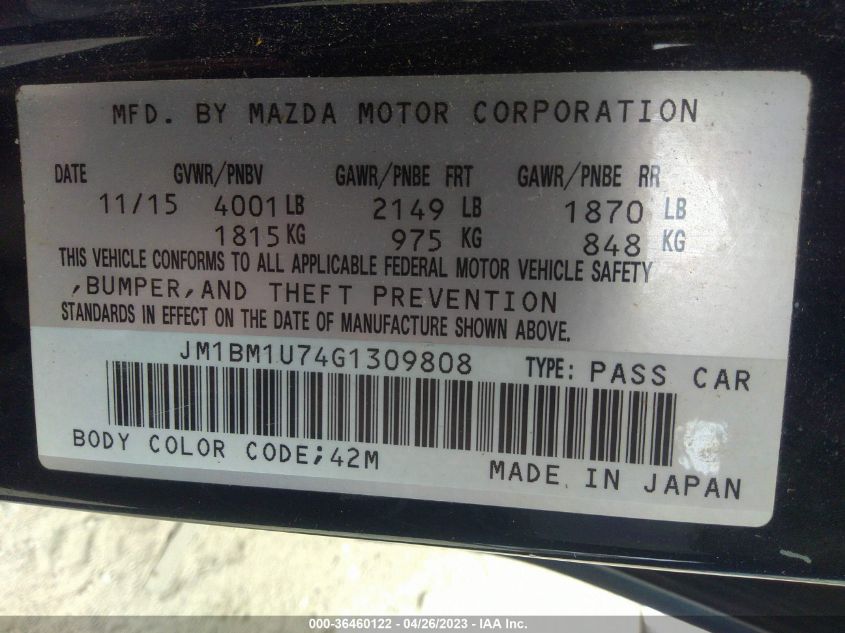 MFD. BY MAZDA MOTOR CORPORATION
DATE GVWR/PNBV GAWR/PNBE FRT GAWR/PNBE RR
11/15 4001 LB 2149 LB 1870 LB
1815 KG 975 KG 848 KG
THIS VEHICLE CONFORMS TO ALL APPLICABLE FEDERAL MOTOR VEHICLE SAFETY
,BUMPER,AND THEFT PREVENTION
STANDARDS IN EFFECT ON THE DATE OF MANUFACTURE SHOWN ABOVE.
JM1BM1U74G1309808 TYPE: PASS CAR
BODY COLOR CODE;42M
MADE IN JAPAN
000-36460122 - 04/26/2023 - IAA Inc.